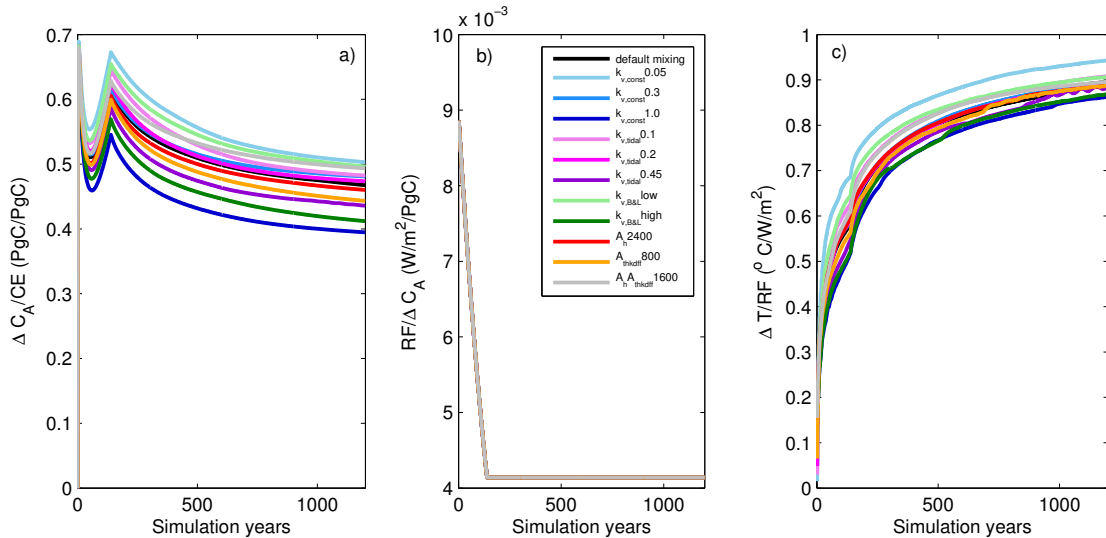 a)
0.7
0.6
0.5
0.4
0.3
0.2
0.1
0
Δ C_A/CE (PgC/PgC)
0 500 1000
Simulation years
x 10^−3
b)
10
9
8
7
6
5
4
RF/Δ C_A (W/m²/PgC)
default mixing
k_v,const 0.05
k_v,const 0.3
k_v,const 1.0
k_v,tidal 0.1
k_v,tidal 0.2
k_v,tidal 0.45
k_v,B&L low
k_v,B&L high
A_h 2400
A_thkdff 800
A_h A_thkdff 1600
0 500 1000
Simulation years
c)
1
0.9
0.8
0.7
0.6
0.5
0.4
0.3
0.2
0.1
0
Δ T/RF (° C/W/m²)
0 500 1000
Simulation years